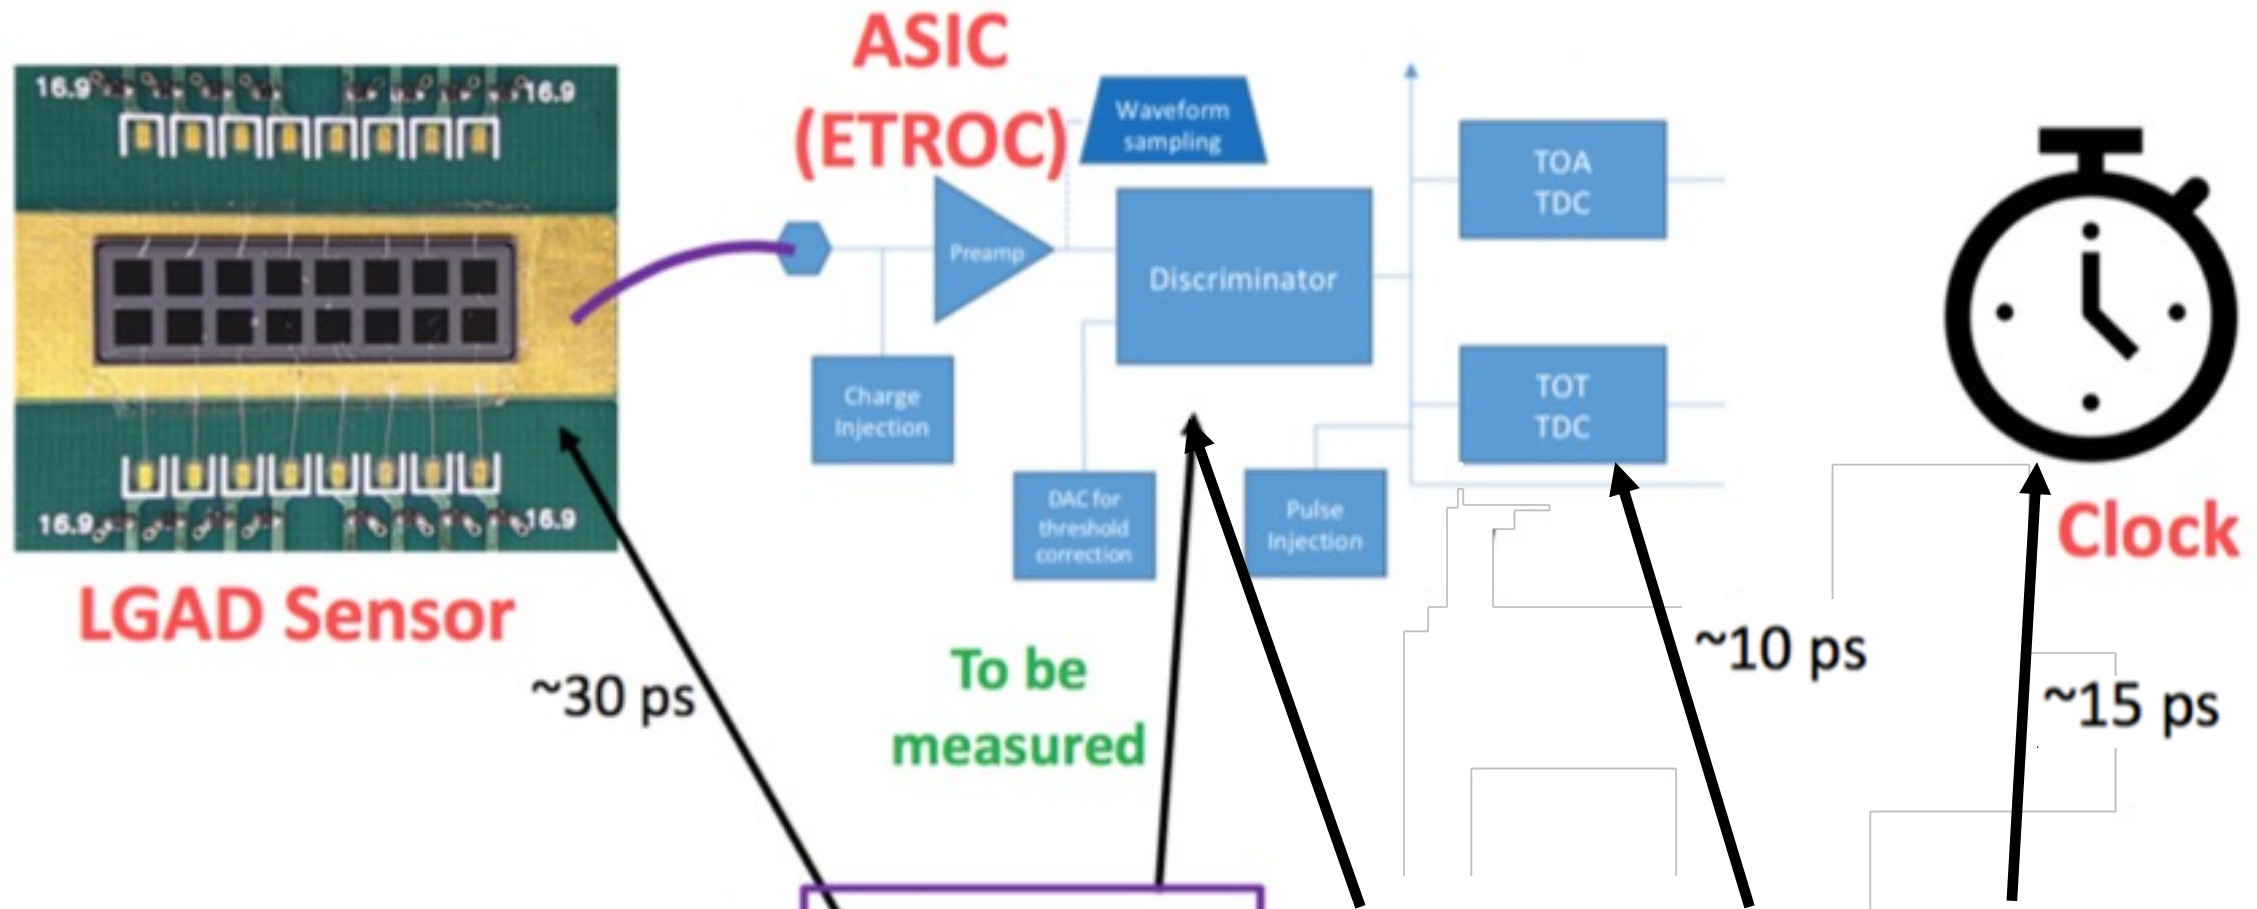 ASIC
(ETROC)
16.9
16.9
Waveform
sampling
TOA
TDC
Preamp
Discriminator
Charge
Injection
TOT
TDC
DAC for
threshold
correction
Pulse
Injection
16.9
16.9
LGAD Sensor
Clock
~30 ps
To be
measured
~10 ps
~15 ps